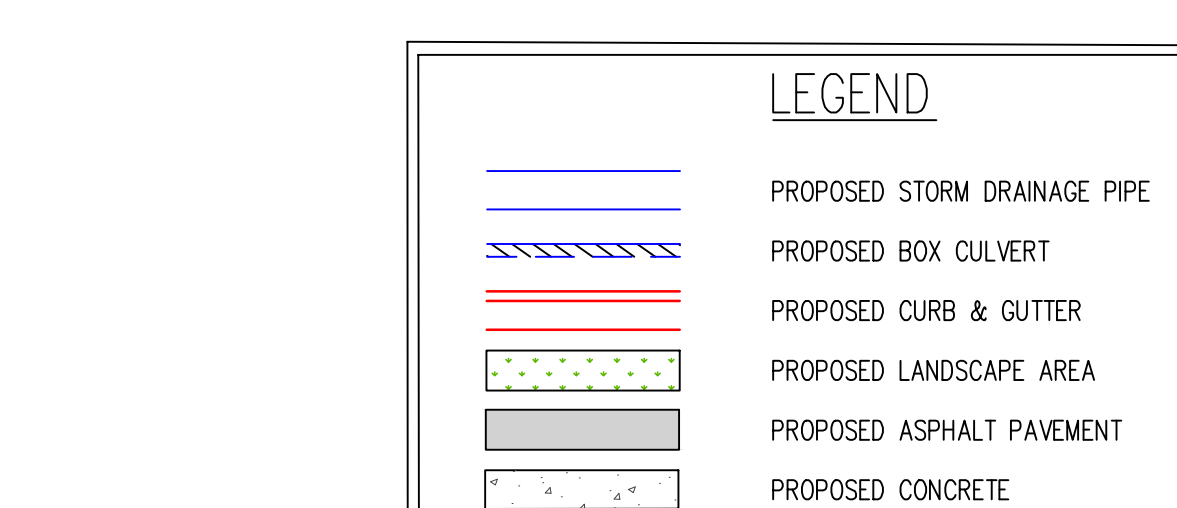 LEGEND
PROPOSED STORM DRAINAGE PIPE
PROPOSED BOX CULVERT
PROPOSED CURB & GUTTER
PROPOSED LANDSCAPE AREA
PROPOSED ASPHALT PAVEMENT
PROPOSED CONCRETE